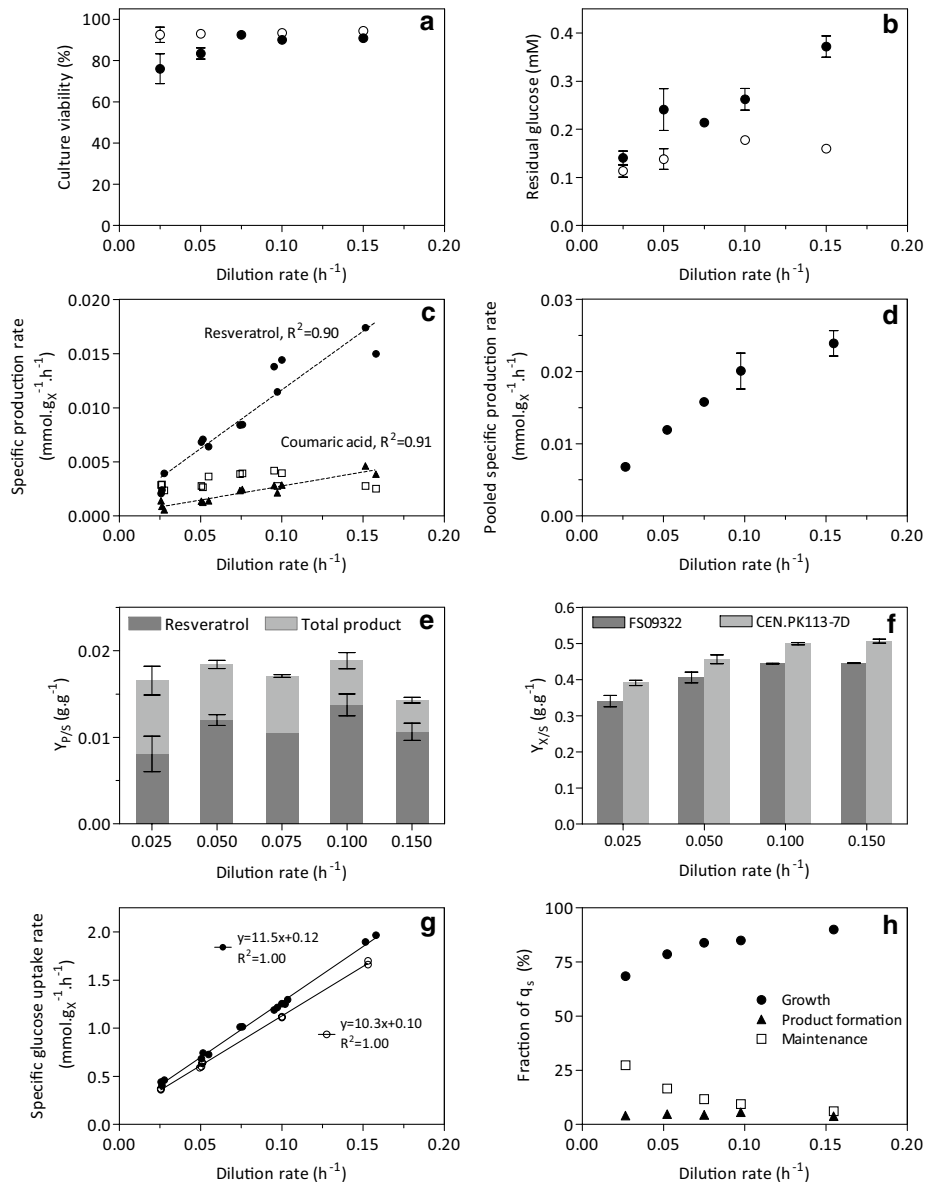 a
Culture viability (%)
100
80
60
40
20
0
0.00 0.05 0.10 0.15 0.20
Dilution rate (h⁻¹)
b
Residual glucose (mM)
0.4
0.3
0.2
0.1
0.0
0.00 0.05 0.10 0.15 0.20
Dilution rate (h⁻¹)
c
Specific production rate
(mmol.gₓ⁻¹.h⁻¹)
0.020
0.015
0.010
0.005
0.000
Resveratrol, R²=0.90
Coumaric acid, R²=0.91
0.00 0.05 0.10 0.15 0.20
Dilution rate (h⁻¹)
d
Pooled specific production rate
(mmol.gₓ⁻¹.h⁻¹)
0.03
0.02
0.01
0.00
0.00 0.05 0.10 0.15 0.20
Dilution rate (h⁻¹)
e
Resveratrol Total product
Y_P/S (g.g⁻¹)
0.02
0.01
0.00
0.025 0.050 0.075 0.100 0.150
Dilution rate (h⁻¹)
f
FS09322 CEN.PK113-7D
Y_X/S (g.g⁻¹)
0.6
0.5
0.4
0.3
0.2
0.1
0.0
0.025 0.050 0.100 0.150
Dilution rate (h⁻¹)
g
Specific glucose uptake rate
(mmol.gₓ⁻¹.h⁻¹)
2.0
1.5
1.0
0.5
0.0
y=11.5x+0.12
R²=1.00
y=10.3x+0.10
R²=1.00
0.00 0.05 0.10 0.15 0.20
Dilution rate (h⁻¹)
h
Fraction of qₛ (%)
100
75
50
25
0
Growth
Product formation
Maintenance
0.00 0.05 0.10 0.15 0.20
Dilution rate (h⁻¹)